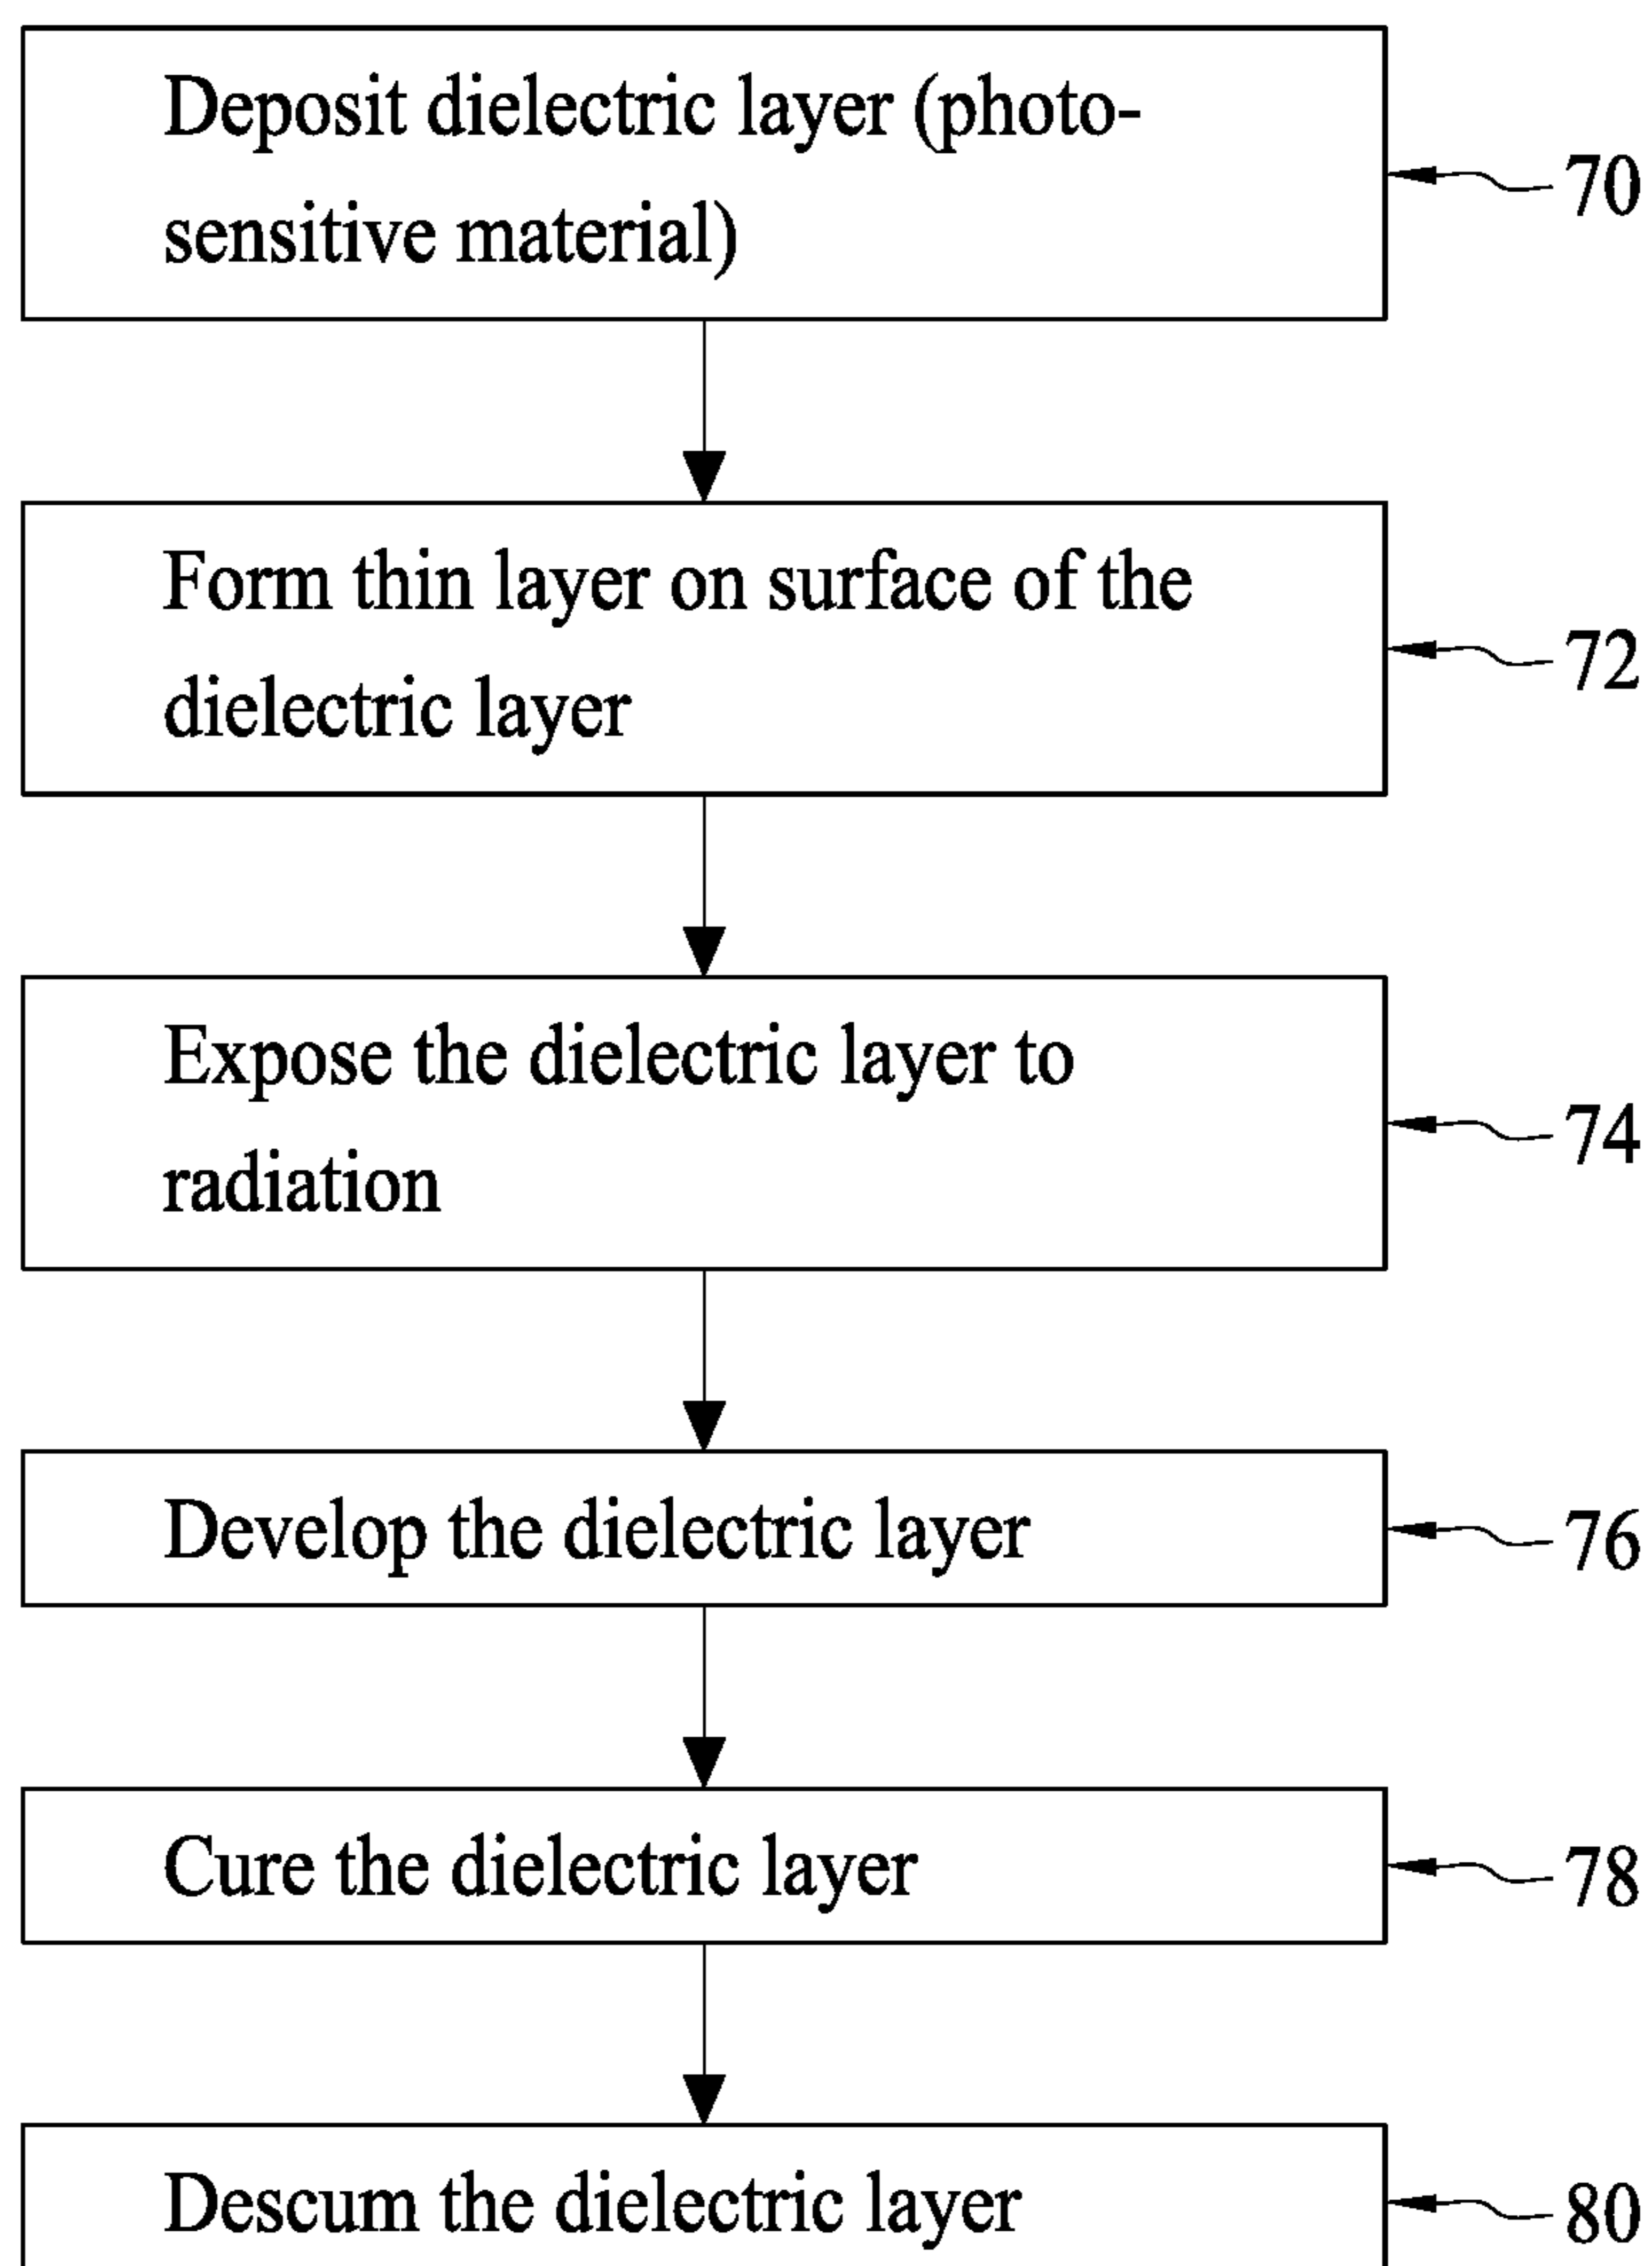 Deposit dielectric layer (photo-
sensitive material)
70
Form thin layer on surface of the
dielectric layer
72
Expose the dielectric layer to
radiation
74
Develop the dielectric layer
76
Cure the dielectric layer
78
Descum the dielectric layer
80